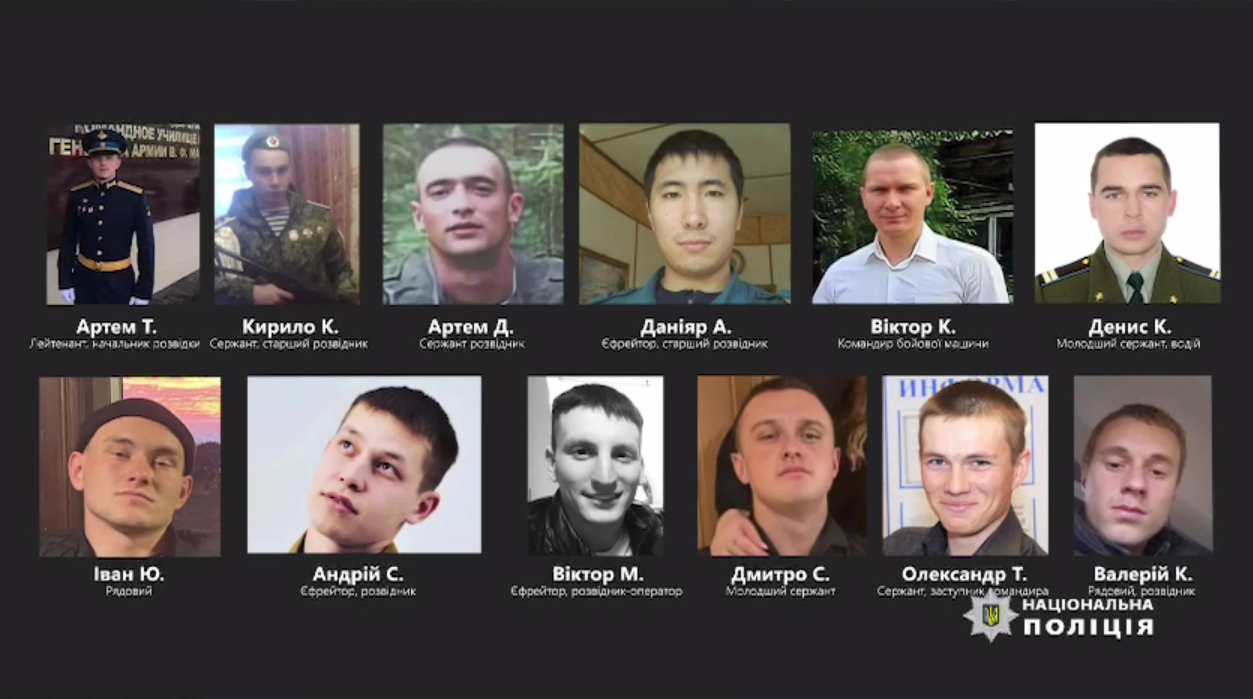 МАНДНОЕ УЧИЛИЩЕ
ГЕН
АРМИИ В. Ф. МА
Артем Т.
Лейтенант, начальник розвідки
Кирило К.
Сержант, старший розвідник
Артем Д.
Сержант розвідник
Даніяр А.
Єфрейтор, старший розвідник
Віктор К.
Командир бойової машини
Денис К.
Молодший сержант, водій
ИНФОРМА
Іван Ю.
Рядовий
Андрій С.
Єфрейтор, розвідник
Віктор М.
Єфрейтор, розвідник-оператор
Дмитро С.
Молодший сержант
Олександр Т.
Сержант, заступник командира
Валерій К.
Рядовий, розвідник
НАЦІОНАЛЬНА
ПОЛІЦІЯ